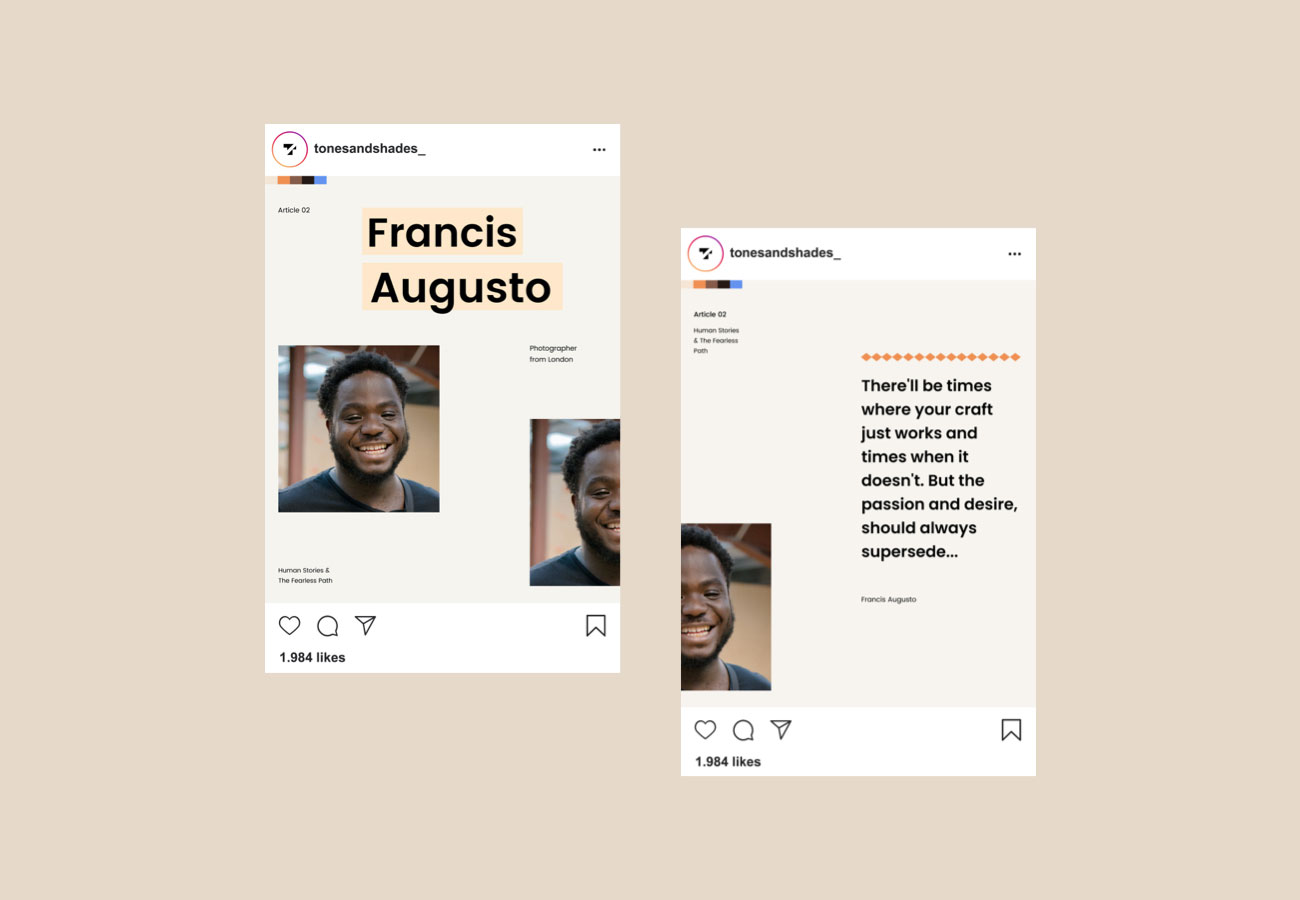 tonesandshades_
Article 02
Francis
Augusto
Photographer
from London
Human Stories &
The Fearless Path
1.984 likes
tonesandshades_
Article 02
Human Stories
& The Fearless
Path
There'll be times
where your craft
just works and
times when it
doesn't. But the
passion and desire,
should always
supersede...
Francis Augusto
1.984 likes